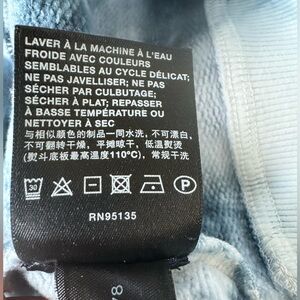 LAVER À LA MACHINE À L'EAU
FROIDE AVEC COULEURS
SEMBLABLES AU CYCLE DÉLICAT;
NE PAS JAVELLISER; NE PAS
SÉCHER PAR CULBUTAGE;
SÉCHER À PLAT; REPASSER
À BASSE TEMPÉRATURE OU
NETTOYER À SEC
与相似颜色的制品一同水洗, 不可漂白,
不可翻转干燥, 平摊晾干, 低温熨烫
(熨斗底板最高温度110°C), 常规干洗
30
P
RN95135